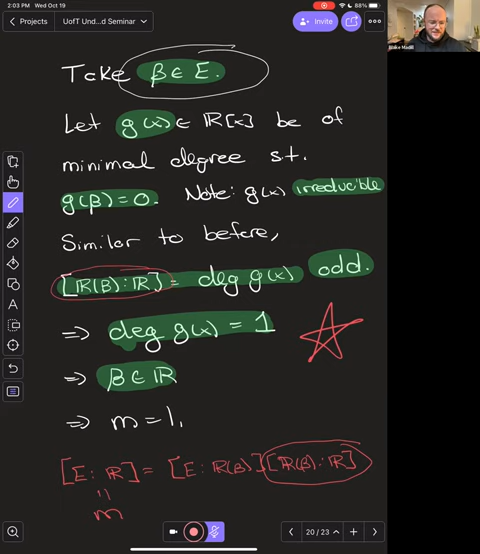 2:03 PM Wed Oct 19
88%
Projects
UofT Und...d Seminar
Invite
Blake Madill
Take β ∈ E.
Let g(x) ∈ ℝ[x] be of
minimal degree s.t.
g(β) = 0. Note: g(x) irreducible
Similar to before,
[ℝ(β):ℝ] = deg g(x) odd.
⇒ deg g(x) = 1
⇒ β ∈ ℝ
⇒ m = 1.
[E:ℝ] = [E:ℝ(β)][ℝ(β):ℝ]
=
m
A
20/23